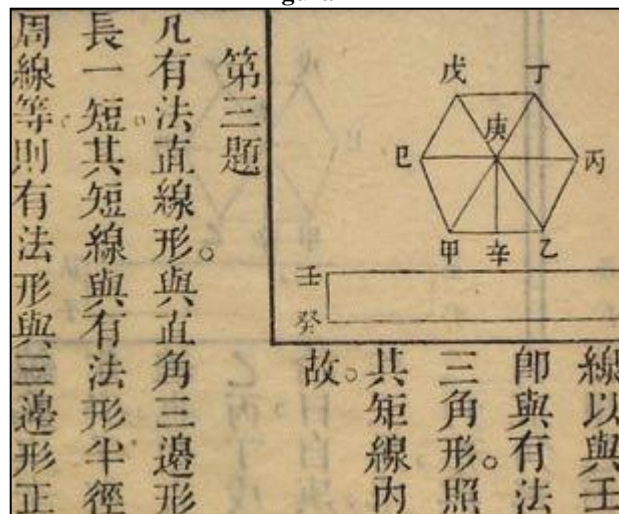 戊 丁
庚
巳 丙
甲 辛 乙
壬
癸
線以與壬
卽與有法
三角形。照
其矩線內
故。
第三題
凡有法直線形。與直角三邊形
長一短其短線與有法形半徑
周線等則有法形與三邊形正